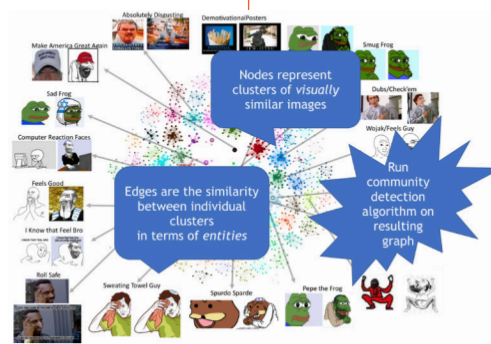 Absolutely Disgusting
DemotivationalPosters
Make America Great Again
Smug Frog
Nodes represent
clusters of visually
similar images
Dubs/Check'em
Sad Frog
Wojak/Feels Guy
Computer Reaction Faces
Run
community
detection
algorithm on
resulting
graph
Feels Good
Edges are the similarity
between individual
clusters
in terms of entities
I Know that Feel Bro
Roll Safe
Sweating Towel Guy
Spurdo Sparde
Pepe the Frog